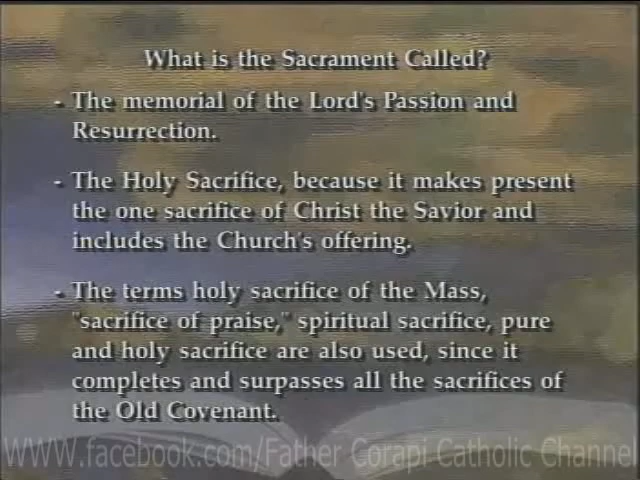 What is the Sacrament Called?
- The memorial of the Lord's Passion and
Resurrection.
- The Holy Sacrifice, because it makes present
the one sacrifice of Christ the Savior and
includes the Church's offering.
- The terms holy sacrifice of the Mass,
"sacrifice of praise," spiritual sacrifice, pure
and holy sacrifice are also used, since it
completes and surpasses all the sacrifices of
the Old Covenant.
WWW.facebook.com/Father Corapi Catholic Channel